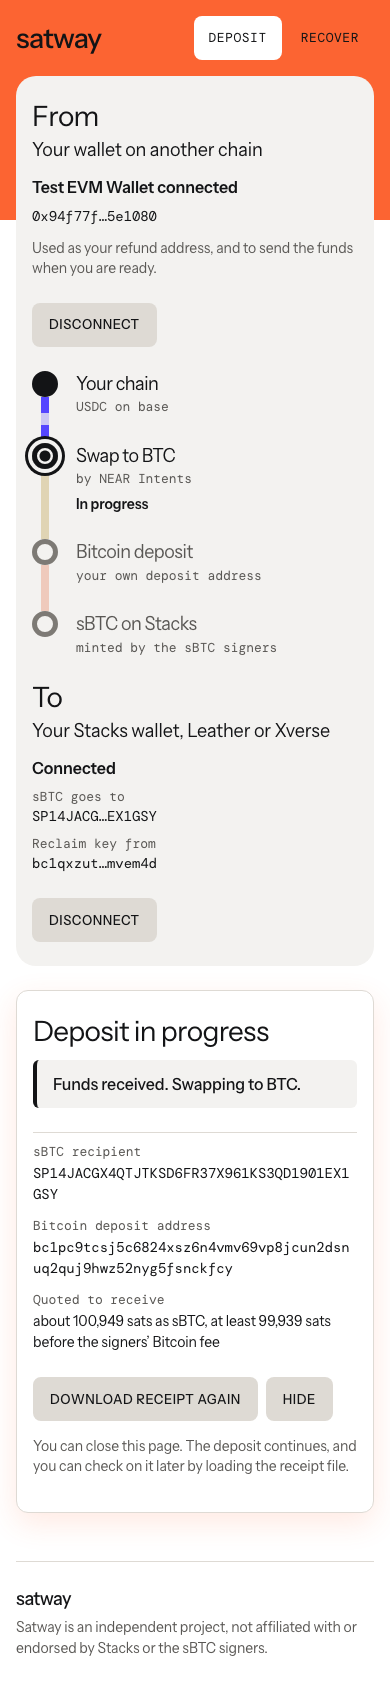 satway
DEPOSIT
RECOVER
From
Your wallet on another chain
Test EVM Wallet connected
0x94f77f…5e1080
Used as your refund address, and to send the funds
when you are ready.
DISCONNECT
Your chain
USDC on base
Swap to BTC
by NEAR Intents
In progress
Bitcoin deposit
your own deposit address
sBTC on Stacks
minted by the sBTC signers
To
Your Stacks wallet, Leather or Xverse
Connected
sBTC goes to
SP14JACG…EX1GSY
Reclaim key from
bc1qxzut…mvem4d
DISCONNECT
Deposit in progress
Funds received. Swapping to BTC.
sBTC recipient
SP14JACGX4QTJTKSD6FR37X961KS3QD1901EX1
GSY
Bitcoin deposit address
bc1pc9tcsj5c6824xsz6n4vmv69vp8jcun2dsn
uq2quj9hwz52nyg5fsnckfcy
Quoted to receive
about 100,949 sats as sBTC, at least 99,939 sats
before the signers’ Bitcoin fee
DOWNLOAD RECEIPT AGAIN
HIDE
You can close this page. The deposit continues, and
you can check on it later by loading the receipt file.
satway
Satway is an independent project, not affiliated with or
endorsed by Stacks or the sBTC signers.